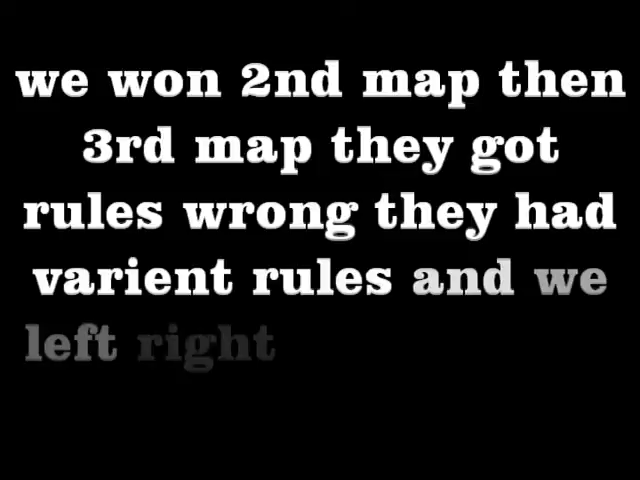 we won 2nd map then
3rd map they got
rules wrong they had
varient rules and we
left right